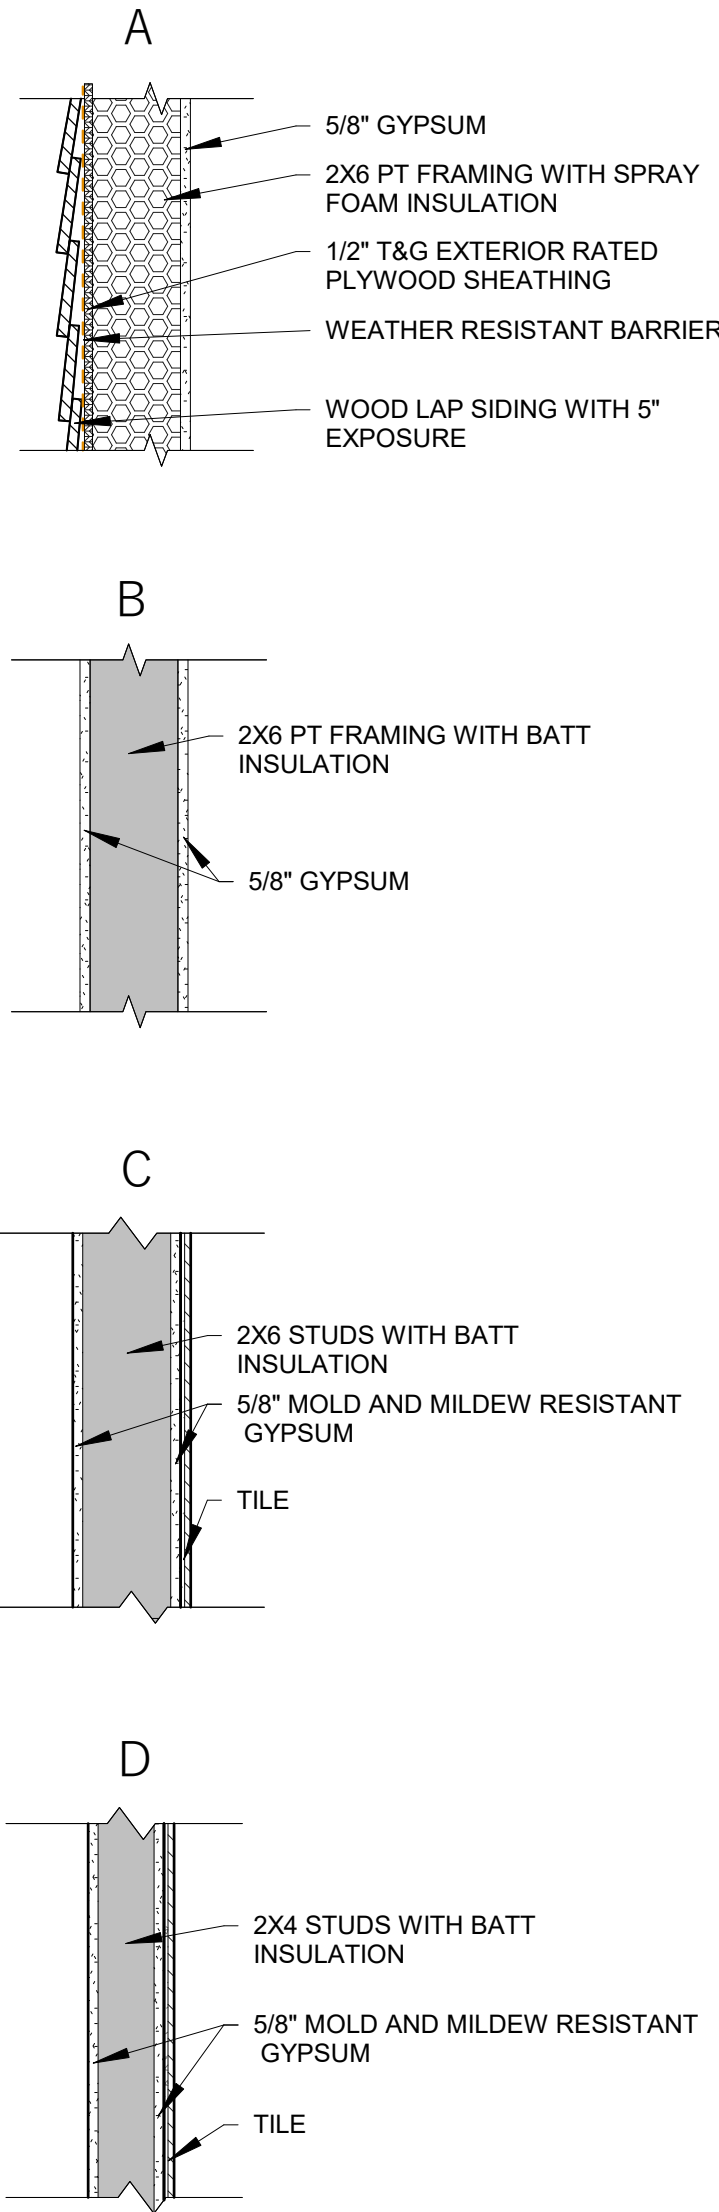 A
5/8" GYPSUM
2X6 PT FRAMING WITH SPRAY
FOAM INSULATION
1/2" T&G EXTERIOR RATED
PLYWOOD SHEATHING
WEATHER RESISTANT BARRIER
WOOD LAP SIDING WITH 5"
EXPOSURE
B
2X6 PT FRAMING WITH BATT
INSULATION
5/8" GYPSUM
C
2X6 STUDS WITH BATT
INSULATION
5/8" MOLD AND MILDEW RESISTANT
GYPSUM
TILE
D
2X4 STUDS WITH BATT
INSULATION
5/8" MOLD AND MILDEW RESISTANT
GYPSUM
TILE